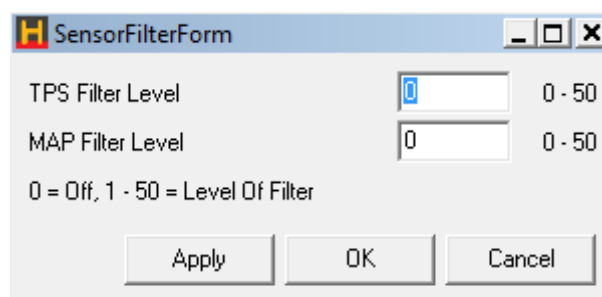 H SensorFilterForm
TPS Filter Level 0 0 - 50
MAP Filter Level 0 0 - 50
0 = Off, 1 - 50 = Level Of Filter
Apply OK Cancel